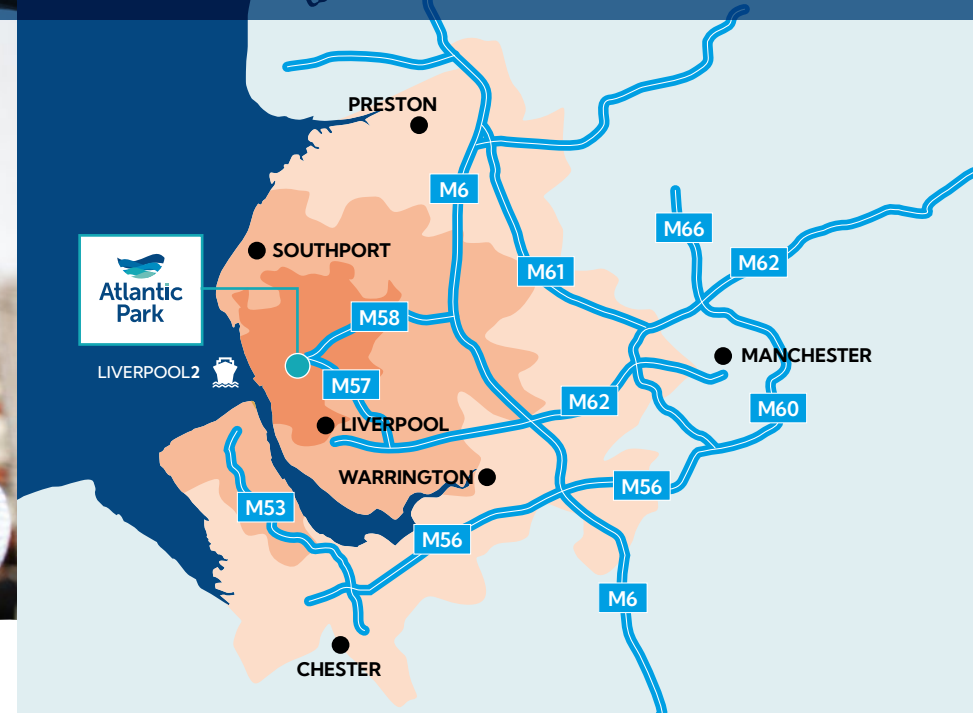 PRESTON
M6
M66
SOUTHPORT
M62
M61
Atlantic
Park
M58
MANCHESTER
LIVERPOOL2
M57
M62
M60
LIVERPOOL
WARRINGTON
M56
M53
M56
M6
CHESTER